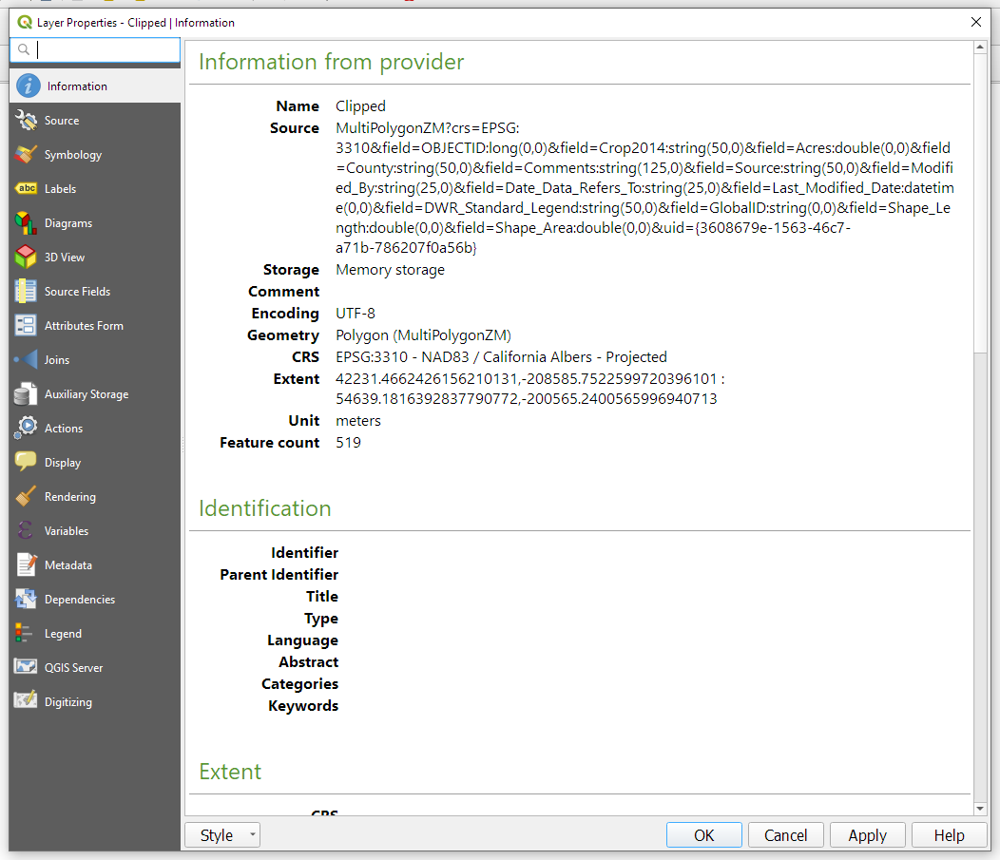 Layer Properties - Clipped | Information
Information
Source
Symbology
abc Labels
Diagrams
3D View
Source Fields
Attributes Form
Joins
Auxiliary Storage
Actions
Display
Rendering
Variables
Metadata
Dependencies
Legend
QGIS Server
Digitizing
Information from provider
Name Clipped
Source MultiPolygonZM?crs=EPSG:
3310&field=OBJECTID:long(0,0)&field=Crop2014:string(50,0)&field=Acres:double(0,0)&field
=County:string(50,0)&field=Comments:string(125,0)&field=Source:string(50,0)&field=Modifi
ed_By:string(25,0)&field=Date_Data_Refers_To:string(25,0)&field=Last_Modified_Date:datetim
e(0,0)&field=DWR_Standard_Legend:string(50,0)&field=GlobalID:string(0,0)&field=Shape_Le
ngth:double(0,0)&field=Shape_Area:double(0,0)&uid={3608679e-1563-46c7-
a71b-786207f0a56b}
Storage Memory storage
Comment
Encoding UTF-8
Geometry Polygon (MultiPolygonZM)
CRS EPSG:3310 - NAD83 / California Albers - Projected
Extent 42231.4662426156210131,-208585.7522599720396101 :
54639.1816392837790772,-200565.2400565996940713
Unit meters
Feature count 519
Identification
Identifier
Parent Identifier
Title
Type
Language
Abstract
Categories
Keywords
Extent
CRS
Style
OK
Cancel
Apply
Help